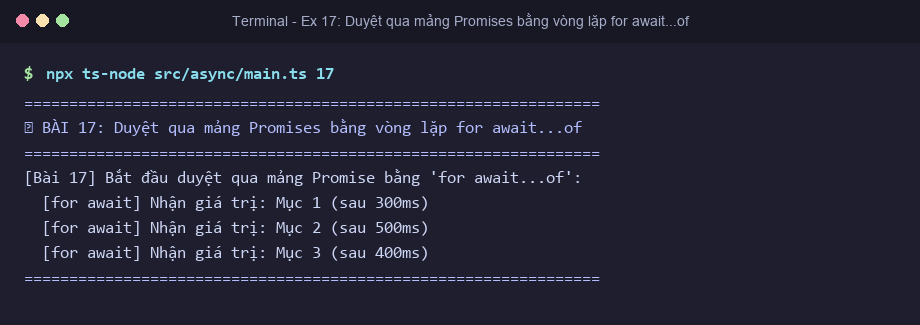 Terminal - Ex 17: Duyệt qua mảng Promises bằng vòng lặp for await...of
$ npx ts-node src/async/main.ts 17
================================================================
BÀI 17: Duyệt qua mảng Promises bằng vòng lặp for await...of
================================================================
[Bài 17] Bắt đầu duyệt qua mảng Promise bằng 'for await...of':
[for await] Nhận giá trị: Mục 1 (sau 300ms)
[for await] Nhận giá trị: Mục 2 (sau 500ms)
[for await] Nhận giá trị: Mục 3 (sau 400ms)
================================================================